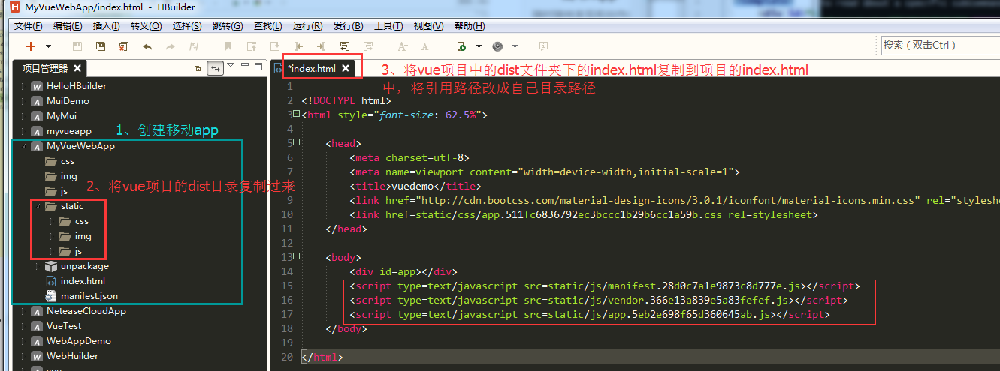 MyVueWebApp/index.html - HBuilder
文件(F) 编辑(E) 插入(I) 转义(O) 选择(S) 跳转(G) 查找(L) 运行(R) 发行(B) 工具(T) 视图(V) 帮助(H)
搜索（双击Ctrl）
项目管理器
HelloHBuilder
MuiDemo
MyMui
myvueapp
1、创建移动app
MyVueWebApp
css
img
js
2、将vue项目的dist目录复制过来
static
css
img
js
unpackage
index.html
manifest.json
NeteaseCloudApp
VueTest
WebAppDemo
WebHuilder
*index.html
3、将vue项目中的dist文件夹下的index.html复制到项目的index.html
中，将引用路径改成自己目录路径
1
2 <!DOCTYPE html>
3 <html style="font-size: 62.5%">
4
5 <head>
6 <meta charset=utf-8>
7 <meta name=viewport content="width=device-width,initial-scale=1">
8 <title>vuedemo</title>
9 <link href="http://cdn.bootcss.com/material-design-icons/3.0.1/iconfont/material-icons.min.css" rel="stylesh
10 <link href=static/css/app.511fc6836792ec3bccc1b29b6cc1a59b.css rel=stylesheet>
11 </head>
12
13 <body>
14 <div id=app></div>
15 <script type=text/javascript src=static/js/manifest.28d0c7a1e9873c8d777e.js></script>
16 <script type=text/javascript src=static/js/vendor.366e13a839e5a83fefef.js></script>
17 <script type=text/javascript src=static/js/app.5eb2e698f65d360645ab.js></script>
18 </body>
19
20 </html>